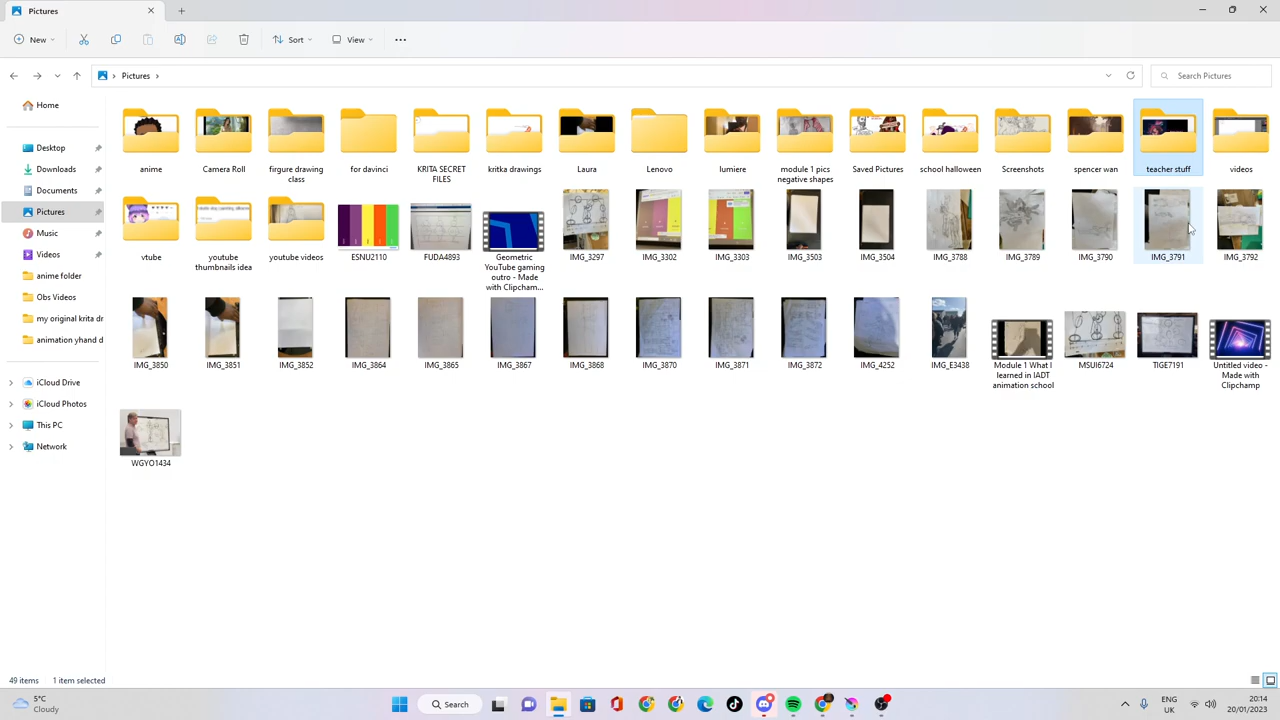 Pictures
New
Sort
View
Pictures
Search Pictures
Home
Desktop
Downloads
Documents
Pictures
Music
Videos
anime folder
Obs Videos
my original krita dr
animation yhand d
iCloud Drive
iCloud Photos
This PC
Network
anime
Camera Roll
firgure drawing
class
for davinci
KRITA SECRET
FILES
kritka drawings
Laura
Lenovo
lumiere
module 1 pics
negative shapes
Saved Pictures
school halloween
Screenshots
spencer wan
teacher stuff
videos
vtube
youtube
thumbnails idea
youtube videos
ESNU2110
FUDA4893
Geometric
YouTube gaming
outro - Made
with Clipcham...
IMG_3297
IMG_3302
IMG_3303
IMG_3503
IMG_3504
IMG_3788
IMG_3789
IMG_3790
IMG_3791
IMG_3792
IMG_3850
IMG_3851
IMG_3852
IMG_3864
IMG_3865
IMG_3867
IMG_3868
IMG_3870
IMG_3871
IMG_3872
IMG_4252
IMG_E3438
Module 1 What I
learned in IADT
animation school
MSUI6724
TIGE7191
Untitled video -
Made with
Clipchamp
WGYO1434
49 items
1 item selected
5°C
Cloudy
Search
ENG
UK
20:14
20/01/2023